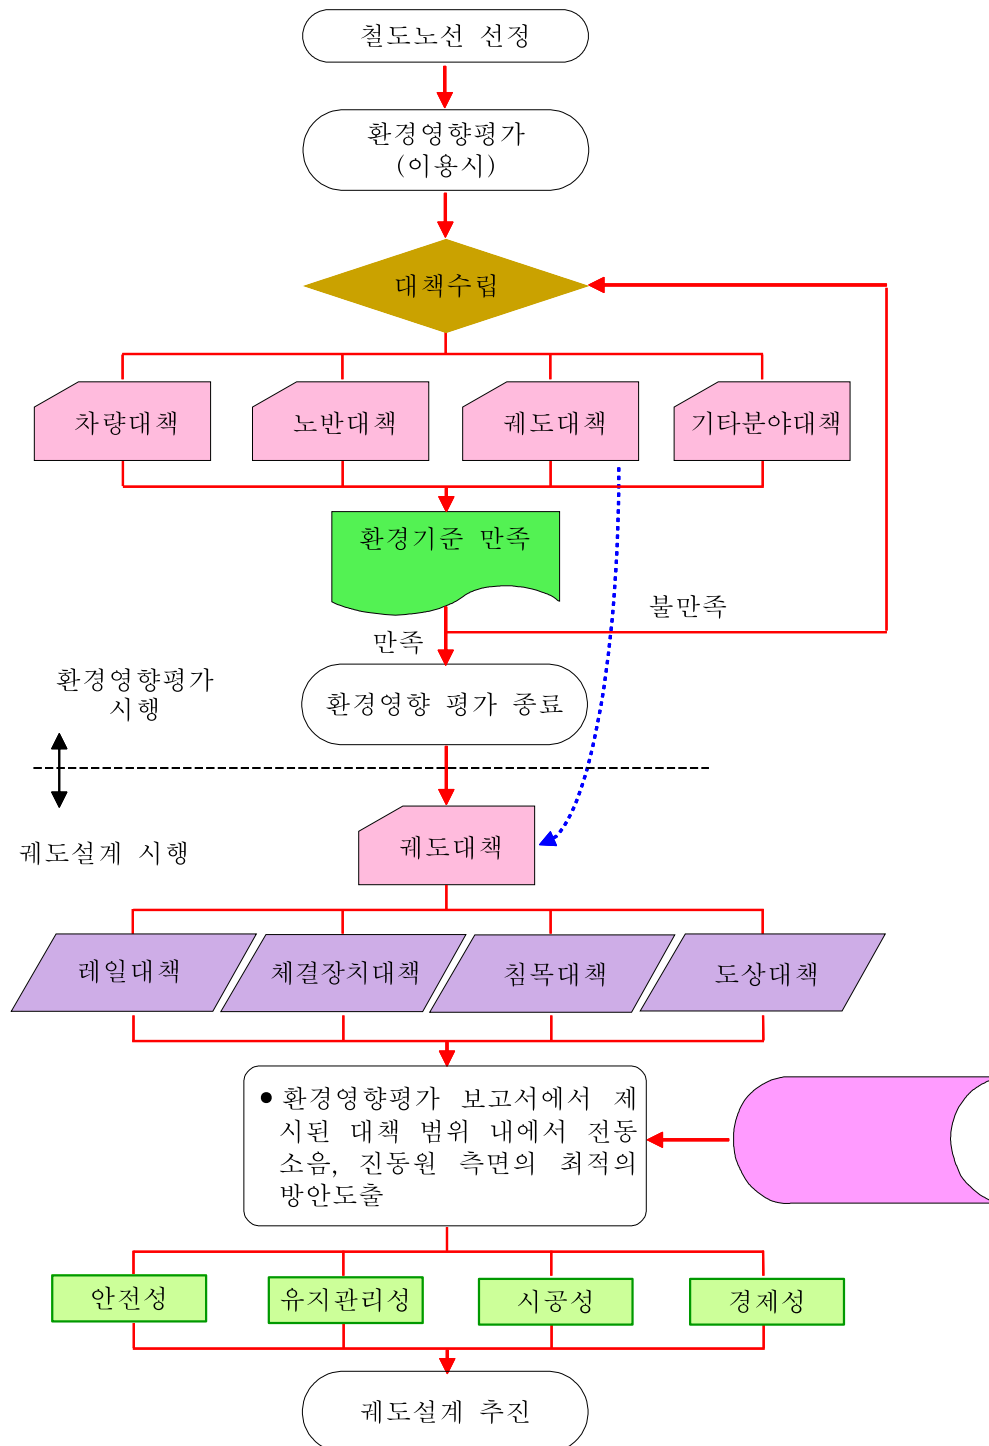 철도노선 선정
환경영향평가
(이용시)
대책수립
차량대책
노반대책
궤도대책
기타분야대책
환경기준 만족
불만족
만족
환경영향평가
시행
환경영향 평가 종료
궤도설계 시행
궤도대책
레일대책
체결장치대책
침목대책
도상대책
● 환경영향평가 보고서에서 제
시된 대책 범위 내에서 전동
소음, 진동원 측면의 최적의
방안도출
안전성
유지관리성
시공성
경제성
궤도설계 추진